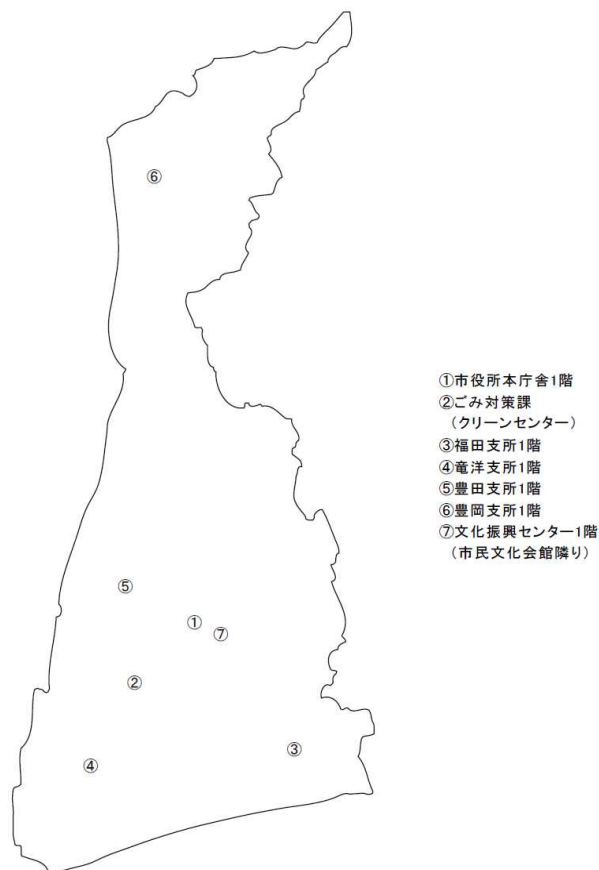 ⑥
⑤
①
⑦
②
③
④
①市役所本庁舎1階
②ごみ対策課
(クリーンセンター)
③福田支所1階
④竜洋支所1階
⑤豊田支所1階
⑥豊岡支所1階
⑦文化振興センター1階
(市民文化会館隣り)